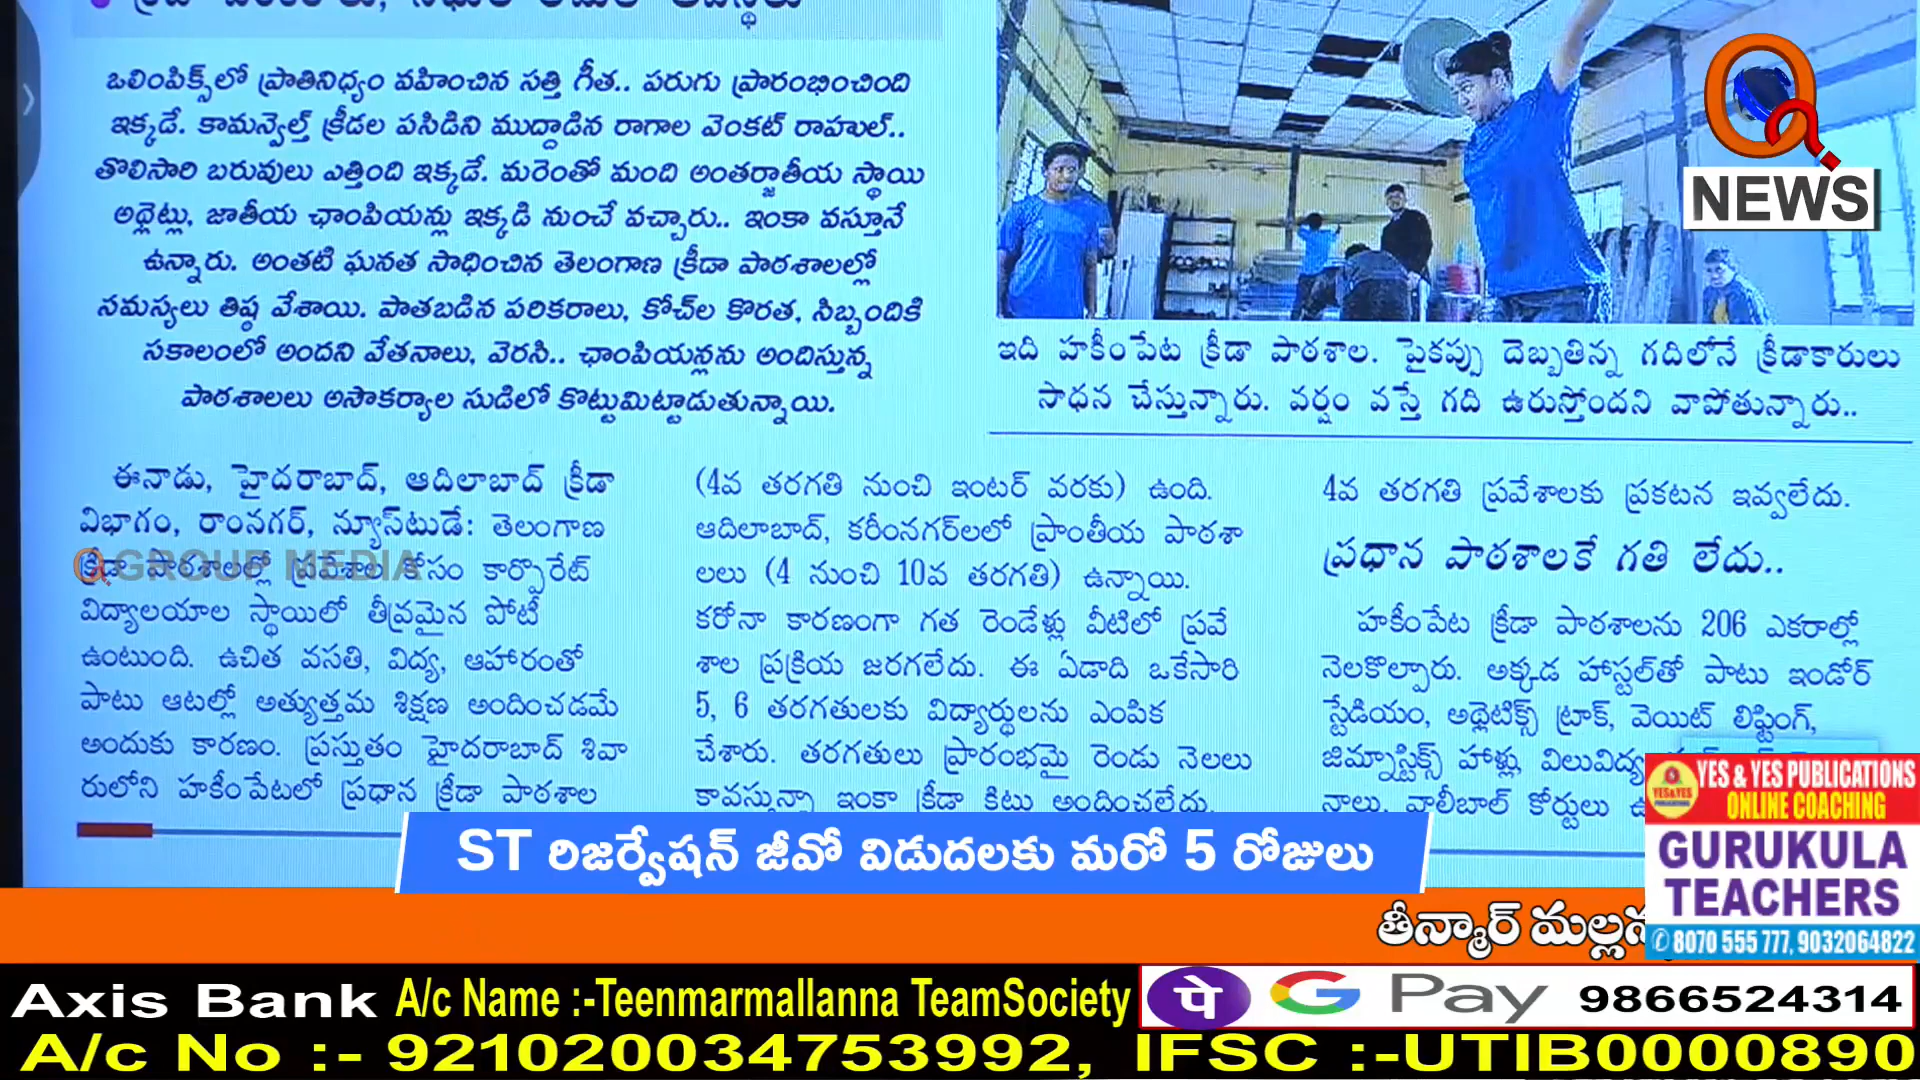 ఒలింపిక్స్‌లో ప్రాతినిధ్యం వహించిన సత్తి గీత.. పరుగు ప్రారంభించింది
ఇక్కడే. కామన్వెల్త్ క్రీడల పసిడిని ముద్దాడిన రాగాల వెంకట్ రాహుల్..
తొలిసారి బరువులు ఎత్తింది ఇక్కడే. మరెంతో మంది అంతర్జాతీయ స్థాయి
అథ్లెట్లు, జాతీయ ఛాంపియన్లు ఇక్కడి నుంచే వచ్చారు.. ఇంకా వస్తూనే
ఉన్నారు. అంతటి ఘనత సాధించిన తెలంగాణ క్రీడా పాఠశాలల్లో
సమస్యలు తిష్ఠ వేశాయి. పాతబడిన పరికరాలు, కోచ్‌ల కొరత, సిబ్బందికి
సకాలంలో అందని వేతనాలు, వెరసి.. ఛాంపియన్లను అందిస్తున్న
పాఠశాలలు అసౌకర్యాల సుడిలో కొట్టుమిట్టాడుతున్నాయి.
ఇది హకీంపేట క్రీడా పాఠశాల. పైకప్పు దెబ్బతిన్న గదిలోనే క్రీడాకారులు
సాధన చేస్తున్నారు. వర్షం వస్తే గది ఉరుస్తోందని వాపోతున్నారు..
ఈనాడు, హైదరాబాద్, ఆదిలాబాద్ క్రీడా
విభాగం, రాంనగర్, న్యూస్‌టుడే: తెలంగాణ
క్రీడా పాఠశాలల్లో ప్రవేశాల కోసం కార్పొరేట్
విద్యాలయాల స్థాయిలో తీవ్రమైన పోటీ
ఉంటుంది. ఉచిత వసతి, విద్య, ఆహారంతో
పాటు ఆటల్లో అత్యుత్తమ శిక్షణ అందించడమే
అందుకు కారణం. ప్రస్తుతం హైదరాబాద్ శివా
రులోని హకీంపేటలో ప్రధాన క్రీడా పాఠశాల
(4వ తరగతి నుంచి ఇంటర్ వరకు) ఉంది.
ఆదిలాబాద్, కరీంనగర్‌లలో ప్రాంతీయ పాఠశా
లలు (4 నుంచి 10వ తరగతి) ఉన్నాయి.
కరోనా కారణంగా గత రెండేళ్లు వీటిలో ప్రవే
శాల ప్రక్రియ జరగలేదు. ఈ ఏడాది ఒకేసారి
5, 6 తరగతులకు విద్యార్థులను ఎంపిక
చేశారు. తరగతులు ప్రారంభమై రెండు నెలలు
కావస్తున్నా ఇంకా క్రీడా కిట్లు అందించలేదు.
4వ తరగతి ప్రవేశాలకు ప్రకటన ఇవ్వలేదు.
ప్రధాన పాఠశాలకే గతి లేదు..
హకీంపేట క్రీడా పాఠశాలను 206 ఎకరాల్లో
నెలకొల్పారు. అక్కడ హాస్టల్‌తో పాటు ఇండోర్
స్టేడియం, అథ్లెటిక్స్ ట్రాక్, వెయిట్ లిఫ్టింగ్,
జిమ్నాస్టిక్స్ హాళ్లు, విలువిద్య
నాలు, వాలీబాల్ కోర్టులు
Q GROUP MEDIA
Q
NEWS
ST రిజర్వేషన్ జీవో విడుదలకు మరో 5 రోజులు
తీన్మార్
YES & YES PUBLICATIONS
ONLINE COACHING
GURUKULA
TEACHERS
8070 555 777, 9032064822
Axis Bank A/c Name :-Teenmarmallanna TeamSociety
पे G Pay 9866524314
A/c No :- 921020034753992, IFSC :-UTIB0000890